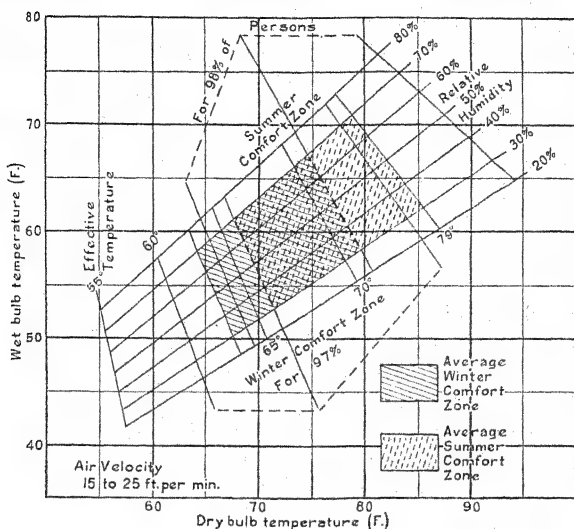 80
70
60
50
40
Wet bulb temperature (F.)
60
70
80
90
Dry bulb temperature (F.)
Persons
For 98% of
Summer
Comfort Zone
80%
70%
60%
Relative
50%
Humidity
40%
30%
20%
Effective
Temperature
55°
60°
65°
70°
79°
Winter Comfort Zone
For 97%
Average
Winter
Comfort
Zone
Average
Summer
Comfort
Zone
Air Velocity
15 to 25 ft. per min.